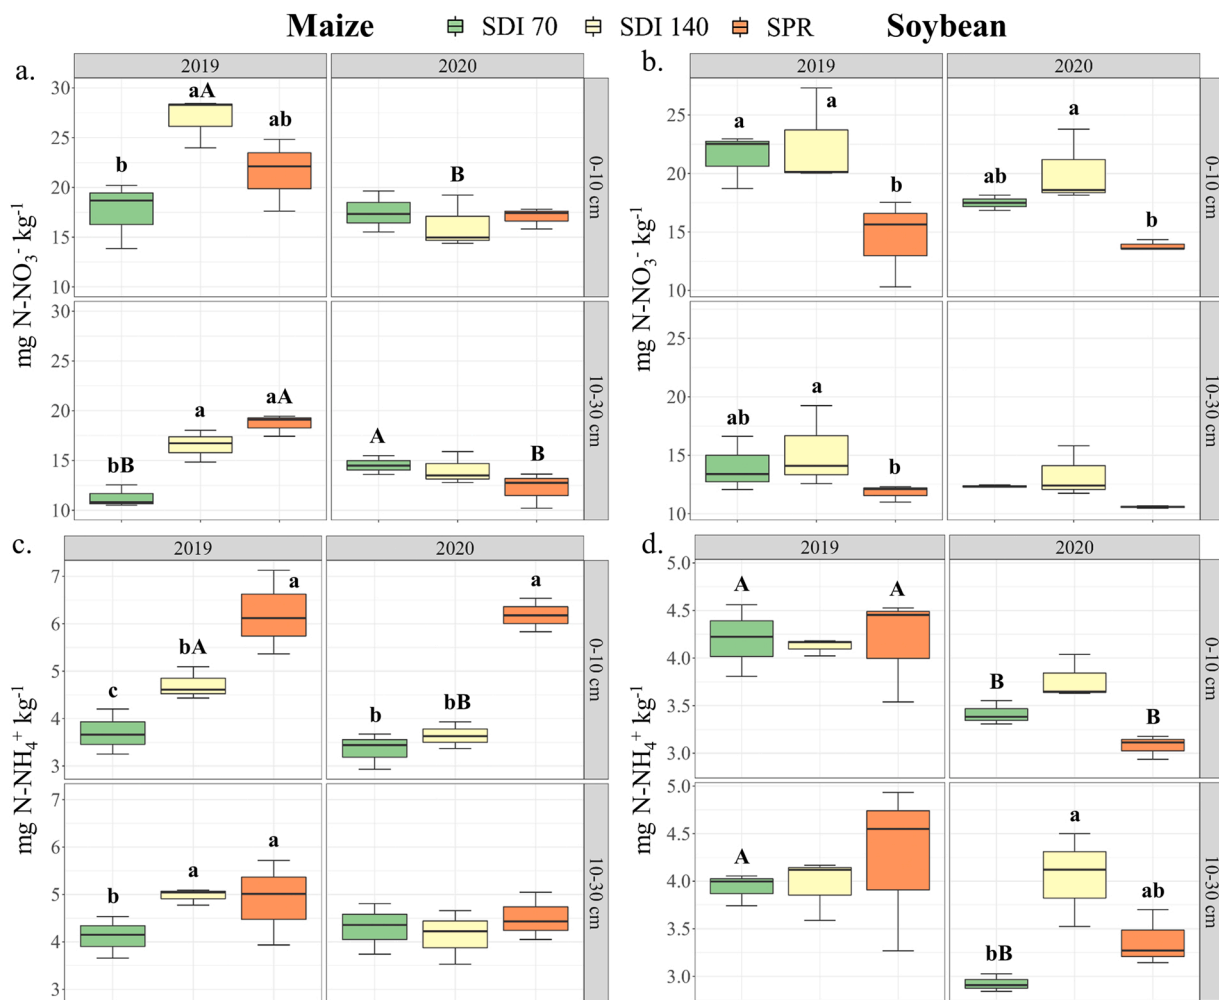 Maize SDI 70 SDI 140 SPR Soybean
a.
2019 2020
mg N-NO3- kg-1
30
25
20
15
10
b aA ab
B
0-10 cm
30
25
20
15
10
bB a aA
A B
10-30 cm
b.
2019 2020
mg N-NO3- kg-1
25
20
15
10
a a b
ab a b
0-10 cm
25
20
15
10
ab a b
10-30 cm
c.
2019 2020
mg N-NH4+ kg-1
7
6
5
4
3
c bA a
b bB a
0-10 cm
7
6
5
4
3
b a a
10-30 cm
d.
2019 2020
mg N-NH4+ kg-1
5.0
4.5
4.0
3.5
3.0
A A
B B
0-10 cm
5.0
4.5
4.0
3.5
3.0
A
bB a ab
10-30 cm